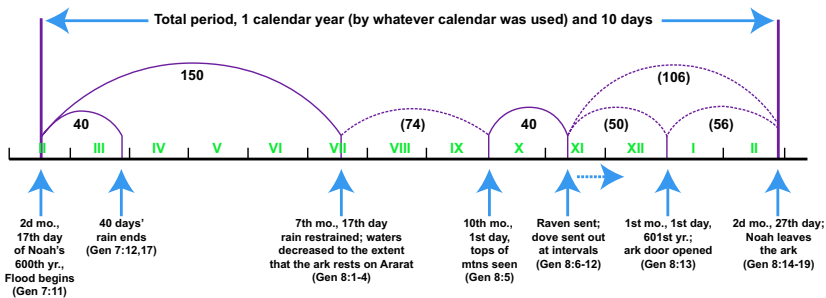 Total period, 1 calendar year (by whatever calendar was used) and 10 days
150
(106)
40
(74)
40
(50)
(56)
II III IV V VI VII VIII IX X XI XII I II
2d mo.,
17th day
of Noah's
600th yr.,
Flood begins
(Gen 7:11)
40 days'
rain ends
(Gen 7:12,17)
7th mo., 17th day
rain restrained; waters
decreased to the extent
that the ark rests on Ararat
(Gen 8:1-4)
10th mo.,
1st day,
tops of
mtns seen
(Gen 8:5)
Raven sent;
dove sent out
at intervals
(Gen 8:6-12)
1st mo., 1st day,
601st yr.;
ark door opened
(Gen 8:13)
2d mo., 27th day;
Noah leaves
the ark
(Gen 8:14-19)